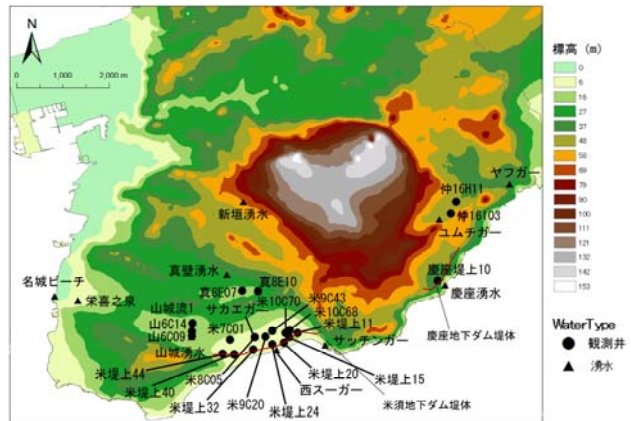 N
0 1,000 2,000 m
標高 (m)
0
6
16
27
37
48
58
69
79
90
100
111
121
132
142
153
WaterType
観測井
湧水
ヤフガー
仲16H11
仲16I03
ユムチガー
新垣湧水
慶座堤上10
慶座湧水
慶座地下ダム堤体
真壁湧水
名城ビーチ
栄喜之泉
真8E07
真8E10
サカエガー
米9C43
米10C70
米10C68
山城流1
山6C14
山6C09
米7C01
米堤上11
サッチンガー
山城湧水
米堤上44
米堤上40
米8C05
米堤上32
米9C20
米堤上24
西スーガー
米堤上20
米堤上15
米須地下ダム堤体